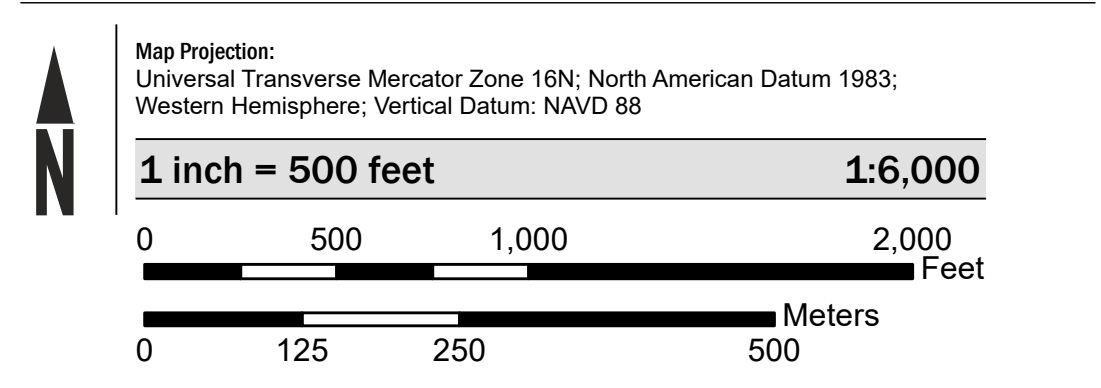 Map Projection:
Universal Transverse Mercator Zone 16N; North American Datum 1983;
Western Hemisphere; Vertical Datum: NAVD 88
N
1 inch = 500 feet 1:6,000
0 500 1,000 2,000
Feet
Meters
0 125 250 500